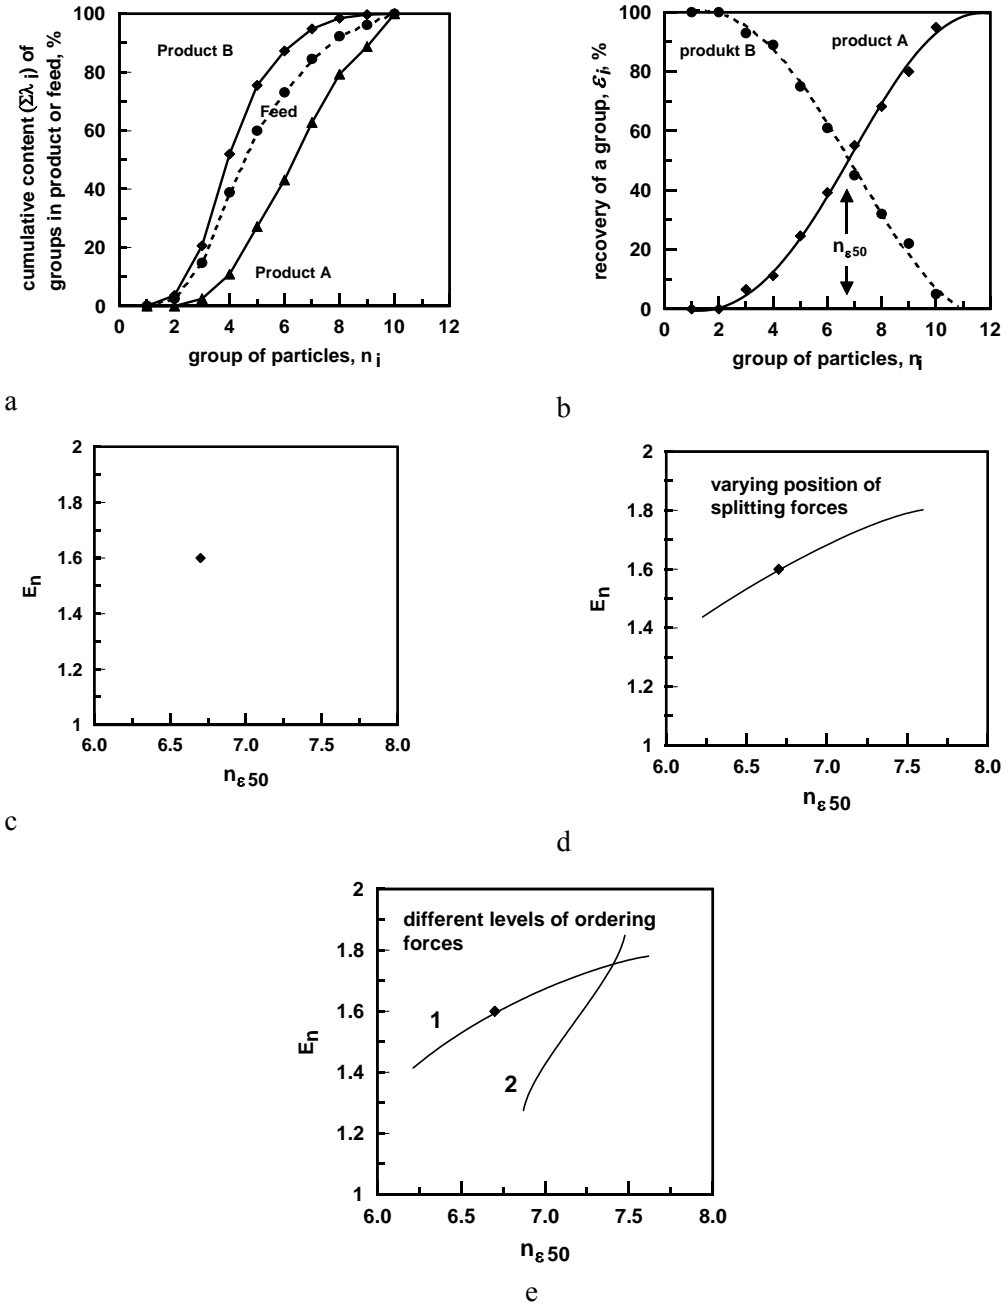 cumulative content (Σλ i) of
groups in product or feed, %
100
80
60
40
20
0
Product B
Feed
Product A
0 2 4 6 8 10 12
group of particles, n i
a
recovery of a group, εi, %
100
80
60
40
20
0
produkt B
product A
nε50
0 2 4 6 8 10 12
group of particles, ni
b
En
2
1.8
1.6
1.4
1.2
1
6.0 6.5 7.0 7.5 8.0
nε50
c
En
2
1.8
1.6
1.4
1.2
1
varying position of
splitting forces
6.0 6.5 7.0 7.5 8.0
nε50
d
En
2
1.8
1.6
1.4
1.2
1
different levels of ordering
forces
1
2
6.0 6.5 7.0 7.5 8.0
nε50
e